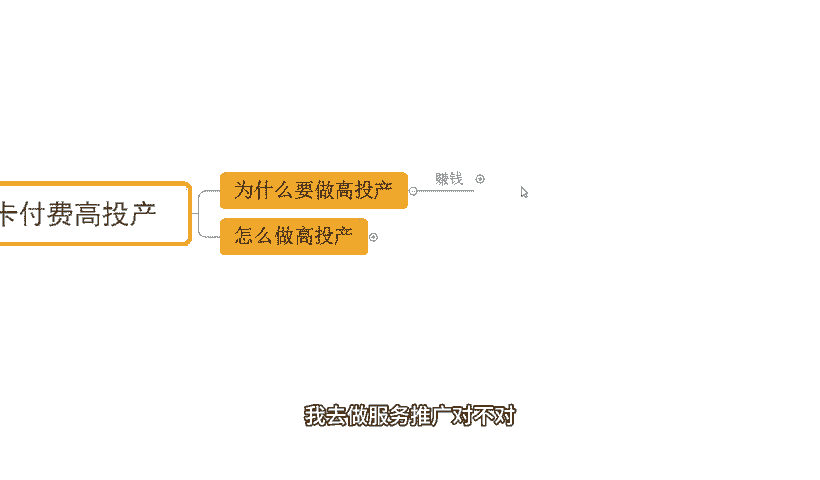 为什么要做高投产
赚钱
卡付费高投产
怎么做高投产
我去做服务推广对不对